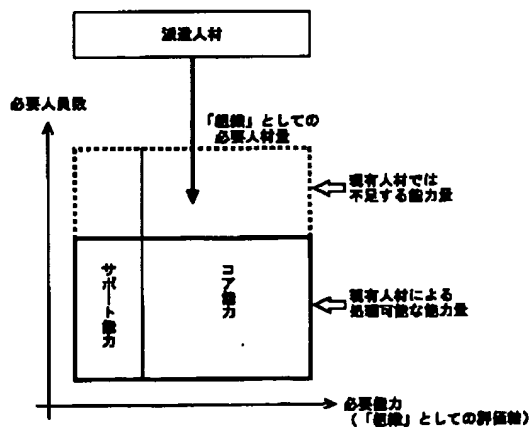 派遣人材
必要人員数
「組織」としての
必要人材量
現有人材では
不足する能力量
サポート能力
コア能力
現有人材による
処理可能な能力量
必要能力
(「組織」としての評価軸)